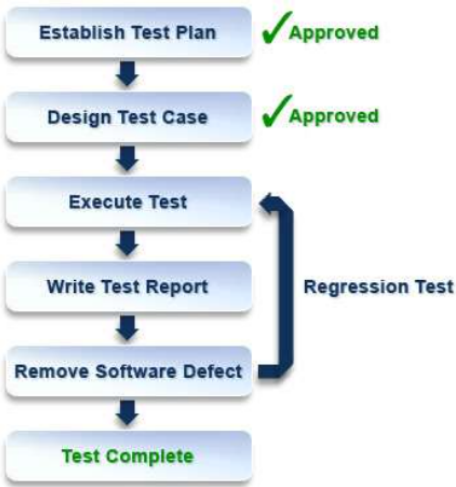 Establish Test Plan
Approved
Design Test Case
Approved
Execute Test
Write Test Report
Regression Test
Remove Software Defect
Test Complete